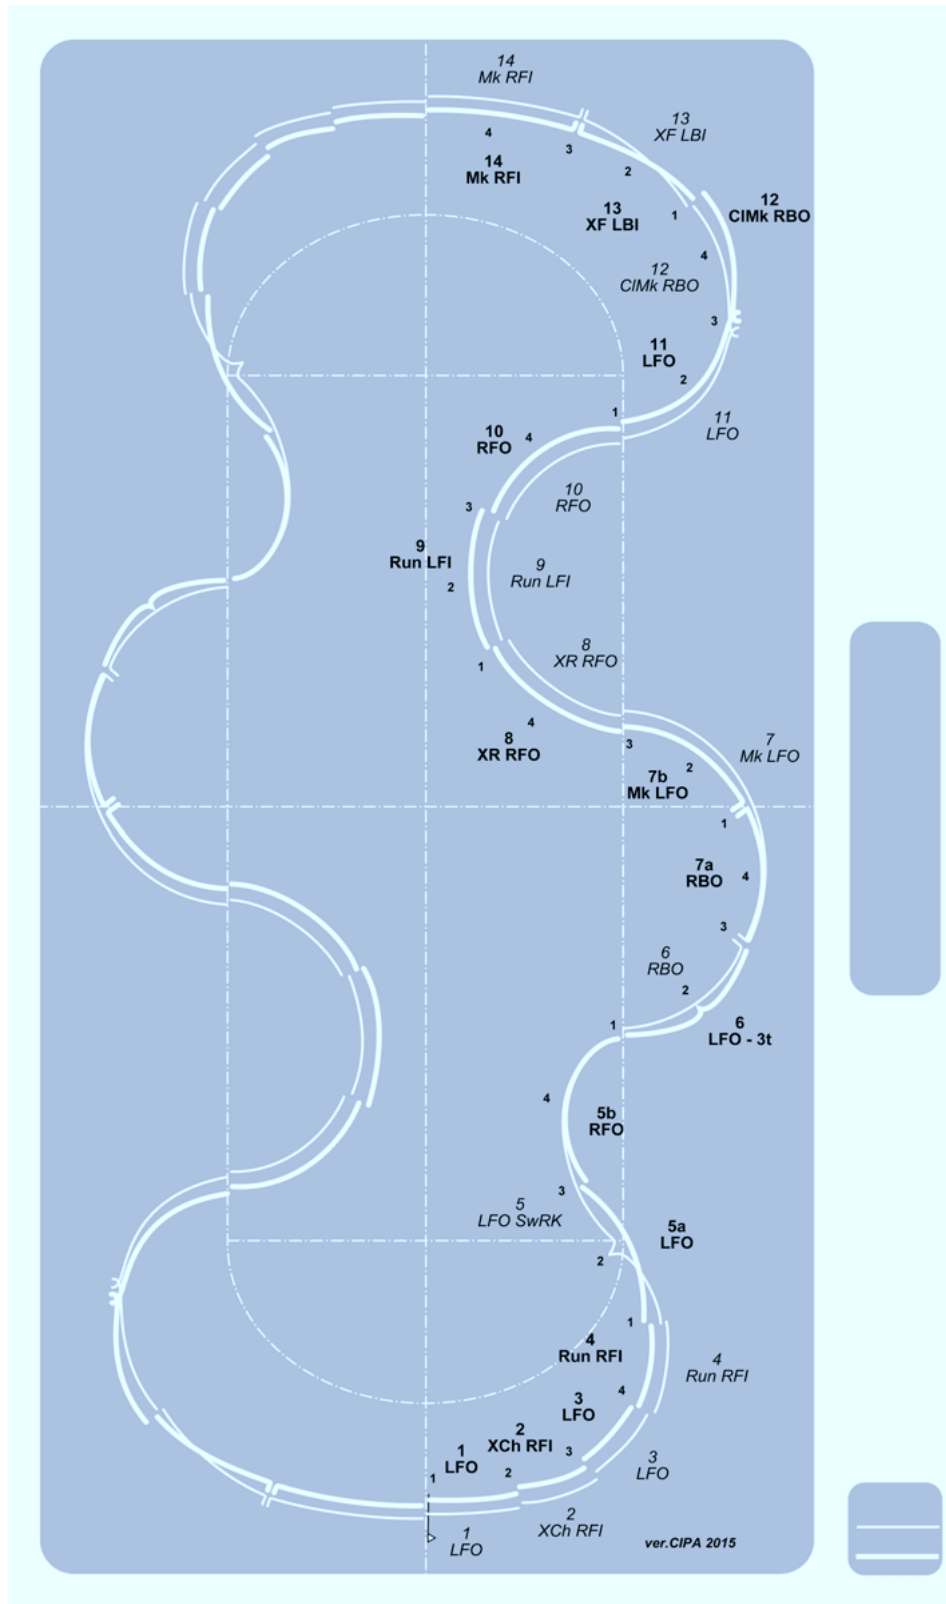 14
Mk RFI
13
XF LBI
4
3
14
Mk RFI
2
12
ClMk RBO
13
XF LBI
1
4
12
ClMk RBO
3
11
LFO
2
1
11
LFO
10
RFO
4
10
RFO
3
9
Run LFI
9
Run LFI
2
8
XR RFO
1
4
8
XR RFO
3
7
Mk LFO
2
7b
Mk LFO
1
7a
RBO
4
3
6
RBO
2
1
6
LFO - 3t
4
5b
RFO
3
5
LFO SwRK
5a
LFO
2
1
4
Run RFI
4
Run RFI
4
3
LFO
2
XCh RFI
3
1
LFO
3
LFO
2
1
2
XCh RFI
1
LFO
ver.CIPA 2015